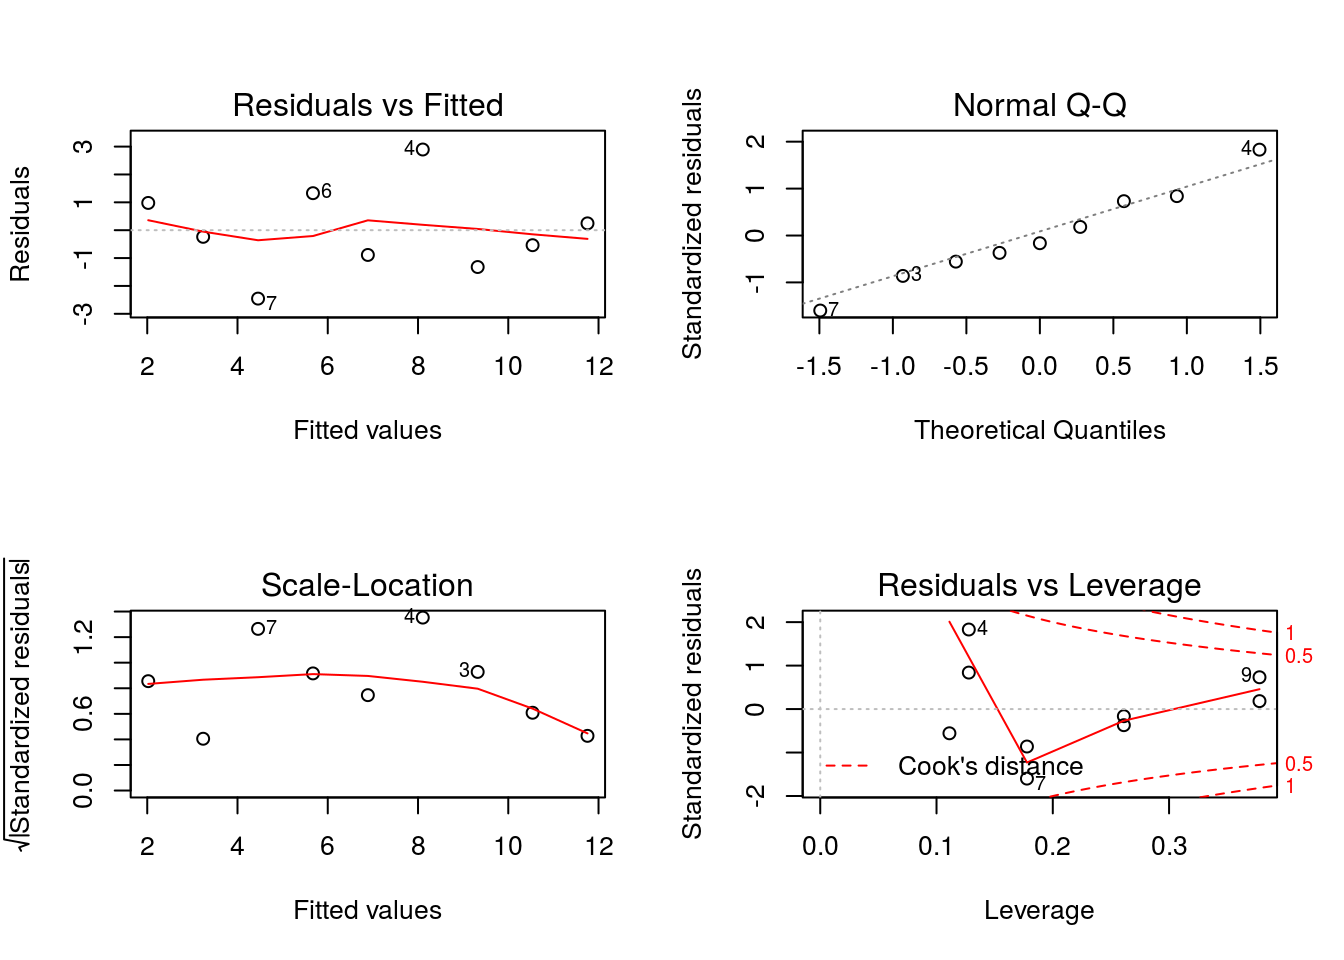 Residuals vs Fitted
Residuals
3
1
-1
-3
4
6
7
2 4 6 8 10 12
Fitted values
Normal Q-Q
Standardized residuals
2
1
0
-1
4
3
7
-1.5 -1.0 -0.5 0.0 0.5 1.0 1.5
Theoretical Quantiles
Scale-Location
√|Standardized residuals|
1.2
0.6
0.0
4
7
3
2 4 6 8 10 12
Fitted values
Residuals vs Leverage
Standardized residuals
2
1
0
-2
4
9
7
1
0.5
0.5
1
Cook's distance
0.0 0.1 0.2 0.3
Leverage